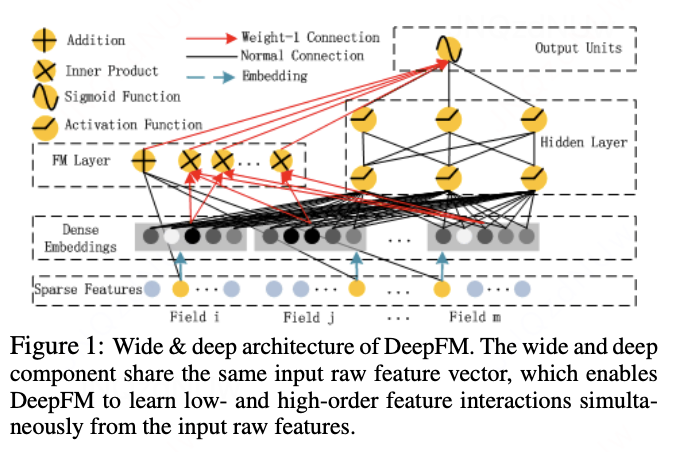 Addition
Weight-1 Connection
Normal Connection
Output Units
Inner Product
Embedding
Sigmoid Function
Activation Function
Hidden Layer
FM Layer
...
Dense
Embeddings
...
Sparse Features
...
...
...
...
Field i
Field j
...
Field m
Figure 1: Wide & deep architecture of DeepFM. The wide and deep
component share the same input raw feature vector, which enables
DeepFM to learn low- and high-order feature interactions simulta-
neously from the input raw features.